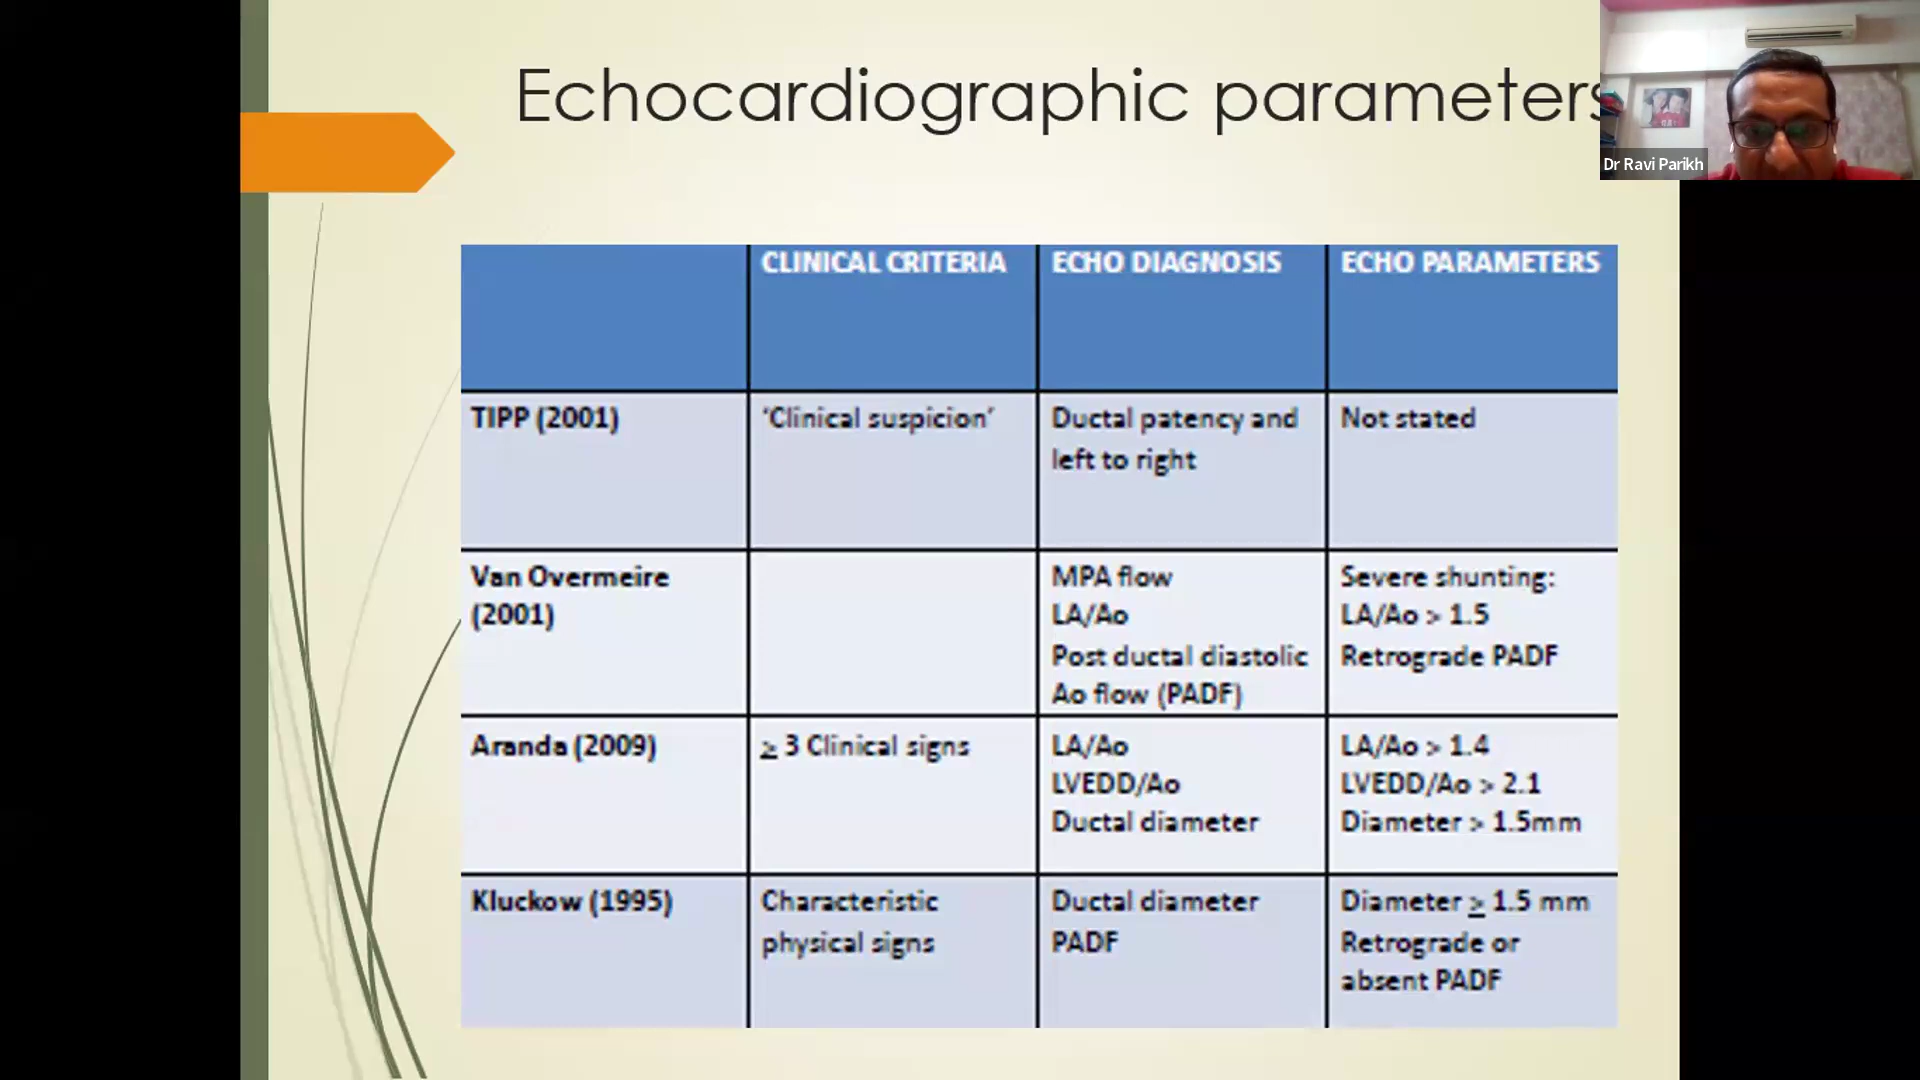 Echocardiographic parameters
Dr Ravi Parikh
CLINICAL CRITERIA
ECHO DIAGNOSIS
ECHO PARAMETERS
TIPP (2001)
‘Clinical suspicion’
Ductal patency and
left to right
Not stated
Van Overmeire
(2001)
MPA flow
LA/Ao
Post ductal diastolic
Ao flow (PADF)
Severe shunting:
LA/Ao > 1.5
Retrograde PADF
Aranda (2009)
≥ 3 Clinical signs
LA/Ao
LVEDD/Ao
Ductal diameter
LA/Ao > 1.4
LVEDD/Ao > 2.1
Diameter > 1.5mm
Kluckow (1995)
Characteristic
physical signs
Ductal diameter
PADF
Diameter ≥ 1.5 mm
Retrograde or
absent PADF